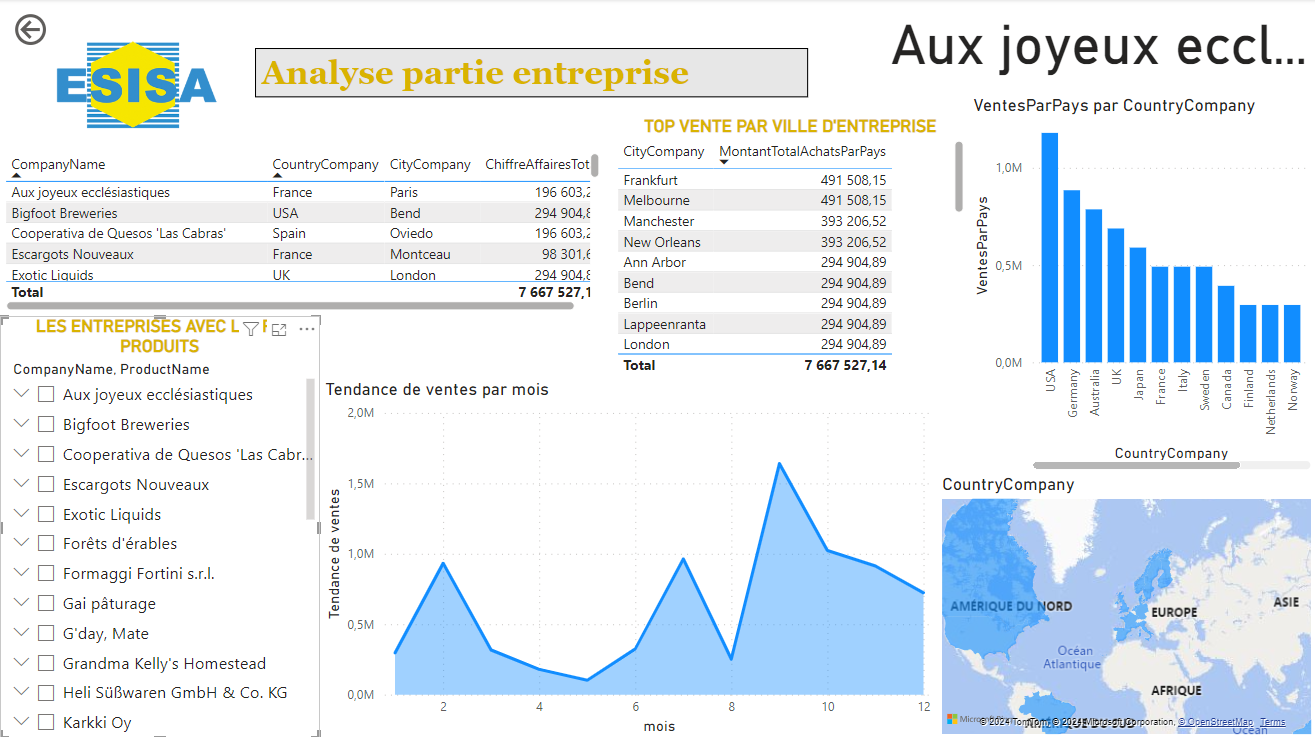 ESISA
Analyse partie entreprise
Aux joyeux eccl...
CompanyName CountryCompany CityCompany ChiffreAffairesTot
Aux joyeux ecclésiastiques France Paris 196 603,2
Bigfoot Breweries USA Bend 294 904,8
Cooperativa de Quesos 'Las Cabras' Spain Oviedo 196 603,2
Escargots Nouveaux France Montceau 98 301,6
Exotic Liquids UK London 294 904,8
Total 7 667 527,1
TOP VENTE PAR VILLE D'ENTREPRISE
CityCompany MontantTotalAchatsParPays
Frankfurt 491 508,15
Melbourne 491 508,15
Manchester 393 206,52
New Orleans 393 206,52
Ann Arbor 294 904,89
Bend 294 904,89
Berlin 294 904,89
Lappeenranta 294 904,89
London 294 904,89
Total 7 667 527,14
VentesParPays par CountryCompany
VentesParPays
1,0M
0,5M
0,0M
USA
Germany
Australia
UK
Japan
France
Italy
Sweden
Canada
Finland
Netherlands
Norway
CountryCompany
LES ENTREPRISES AVEC L
PRODUITS
CompanyName, ProductName
Aux joyeux ecclésiastiques
Bigfoot Breweries
Cooperativa de Quesos 'Las Cabr...
Escargots Nouveaux
Exotic Liquids
Forêts d'érables
Formaggi Fortini s.r.l.
Gai pâturage
G'day, Mate
Grandma Kelly's Homestead
Heli Süßwaren GmbH & Co. KG
Karkki Oy
Tendance de ventes par mois
Tendance de ventes
2,0M
1,5M
1,0M
0,5M
0,0M
2 4 6 8 10 12
mois
CountryCompany
AMÉRIQUE DU NORD
EUROPE
ASIE
Océan
Atlantique
AFRIQUE
© 2024 TomTom, © 2024 Microsoft Corporation, © OpenStreetMap Terms
Océan